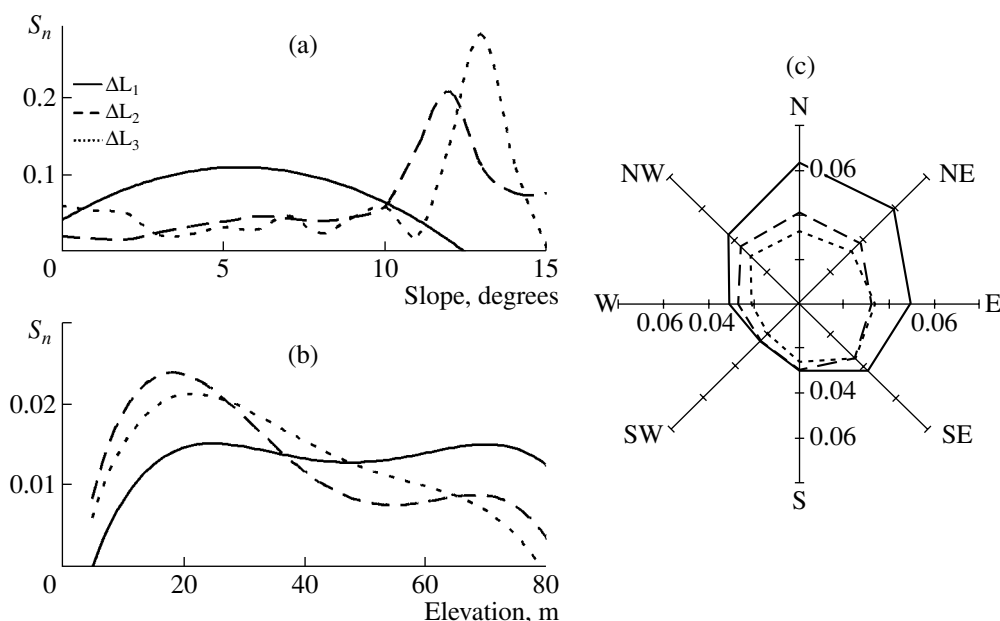 S_n
(a)
ΔL₁
ΔL₂
ΔL₃
0.2
0.1
0
5
10
15
Slope, degrees
S_n
(b)
0.02
0.01
0
20
40
60
80
Elevation, m
(c)
N
NW
NE
0.06
W
E
0.06 0.04
0.06
0.04
SW
SE
0.06
S